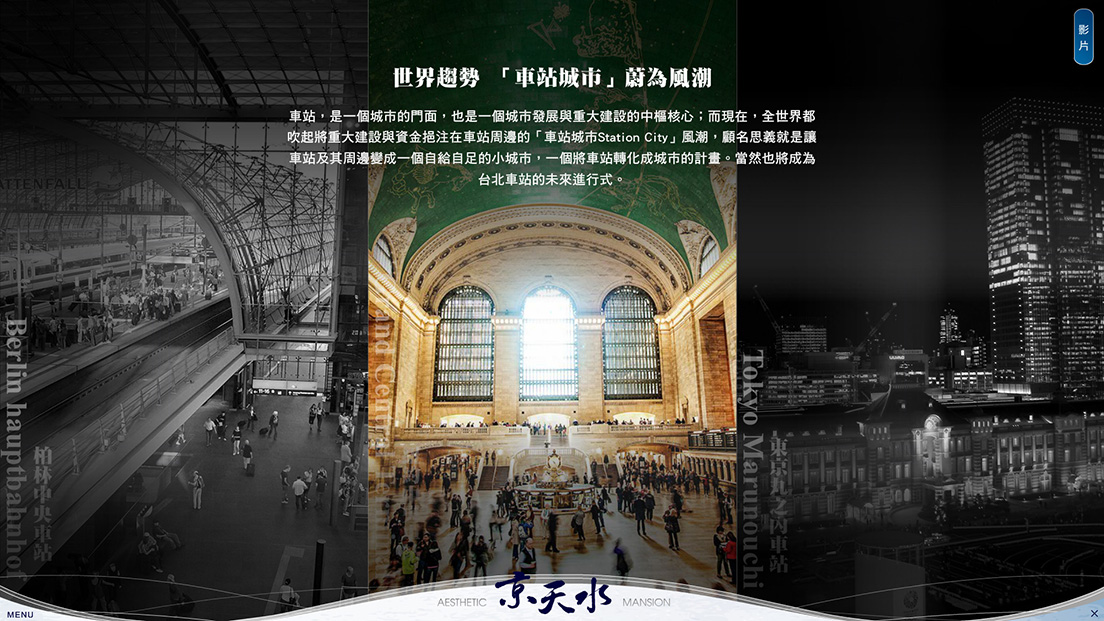 影片
世界趨勢 「車站城市」蔚為風潮
車站，是一個城市的門面，也是一個城市發展與重大建設的中樞核心；而現在，全世界都
吹起將重大建設與資金挹注在車站周邊的「車站城市Station City」風潮，顧名思義就是讓
車站及其周邊變成一個自給自足的小城市，一個將車站轉化成城市的計畫。當然也將成為
台北車站的未來進行式。
ATTENFALL
Berlin hauptbahnhof
柏林中央車站
Tokyo Marunouchi
東京丸之內車站
AESTHETIC 京天水 MANSION
MENU